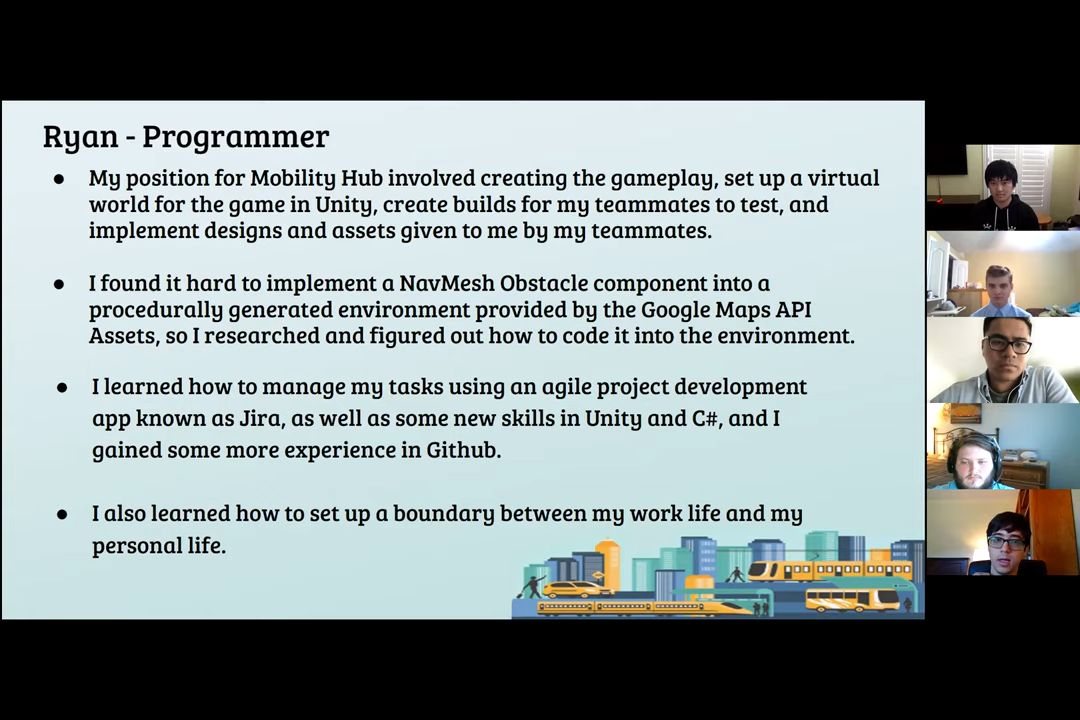 Ryan - Programmer
● My position for Mobility Hub involved creating the gameplay, set up a virtual
world for the game in Unity, create builds for my teammates to test, and
implement designs and assets given to me by my teammates.
● I found it hard to implement a NavMesh Obstacle component into a
procedurally generated environment provided by the Google Maps API
Assets, so I researched and figured out how to code it into the environment.
● I learned how to manage my tasks using an agile project development
app known as Jira, as well as some new skills in Unity and C#, and I
gained some more experience in Github.
● I also learned how to set up a boundary between my work life and my
personal life.